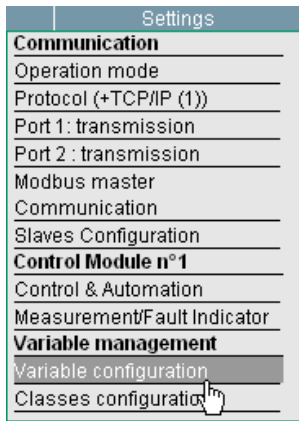 Settings
Communication
Operation mode
Protocol (+TCP/IP (1))
Port 1: transmission
Port 2 : transmission
Modbus master
Communication
Slaves Configuration
Control Module n°1
Control & Automation
Measurement/Fault Indicator
Variable management
Variable configuration
Classes configuration